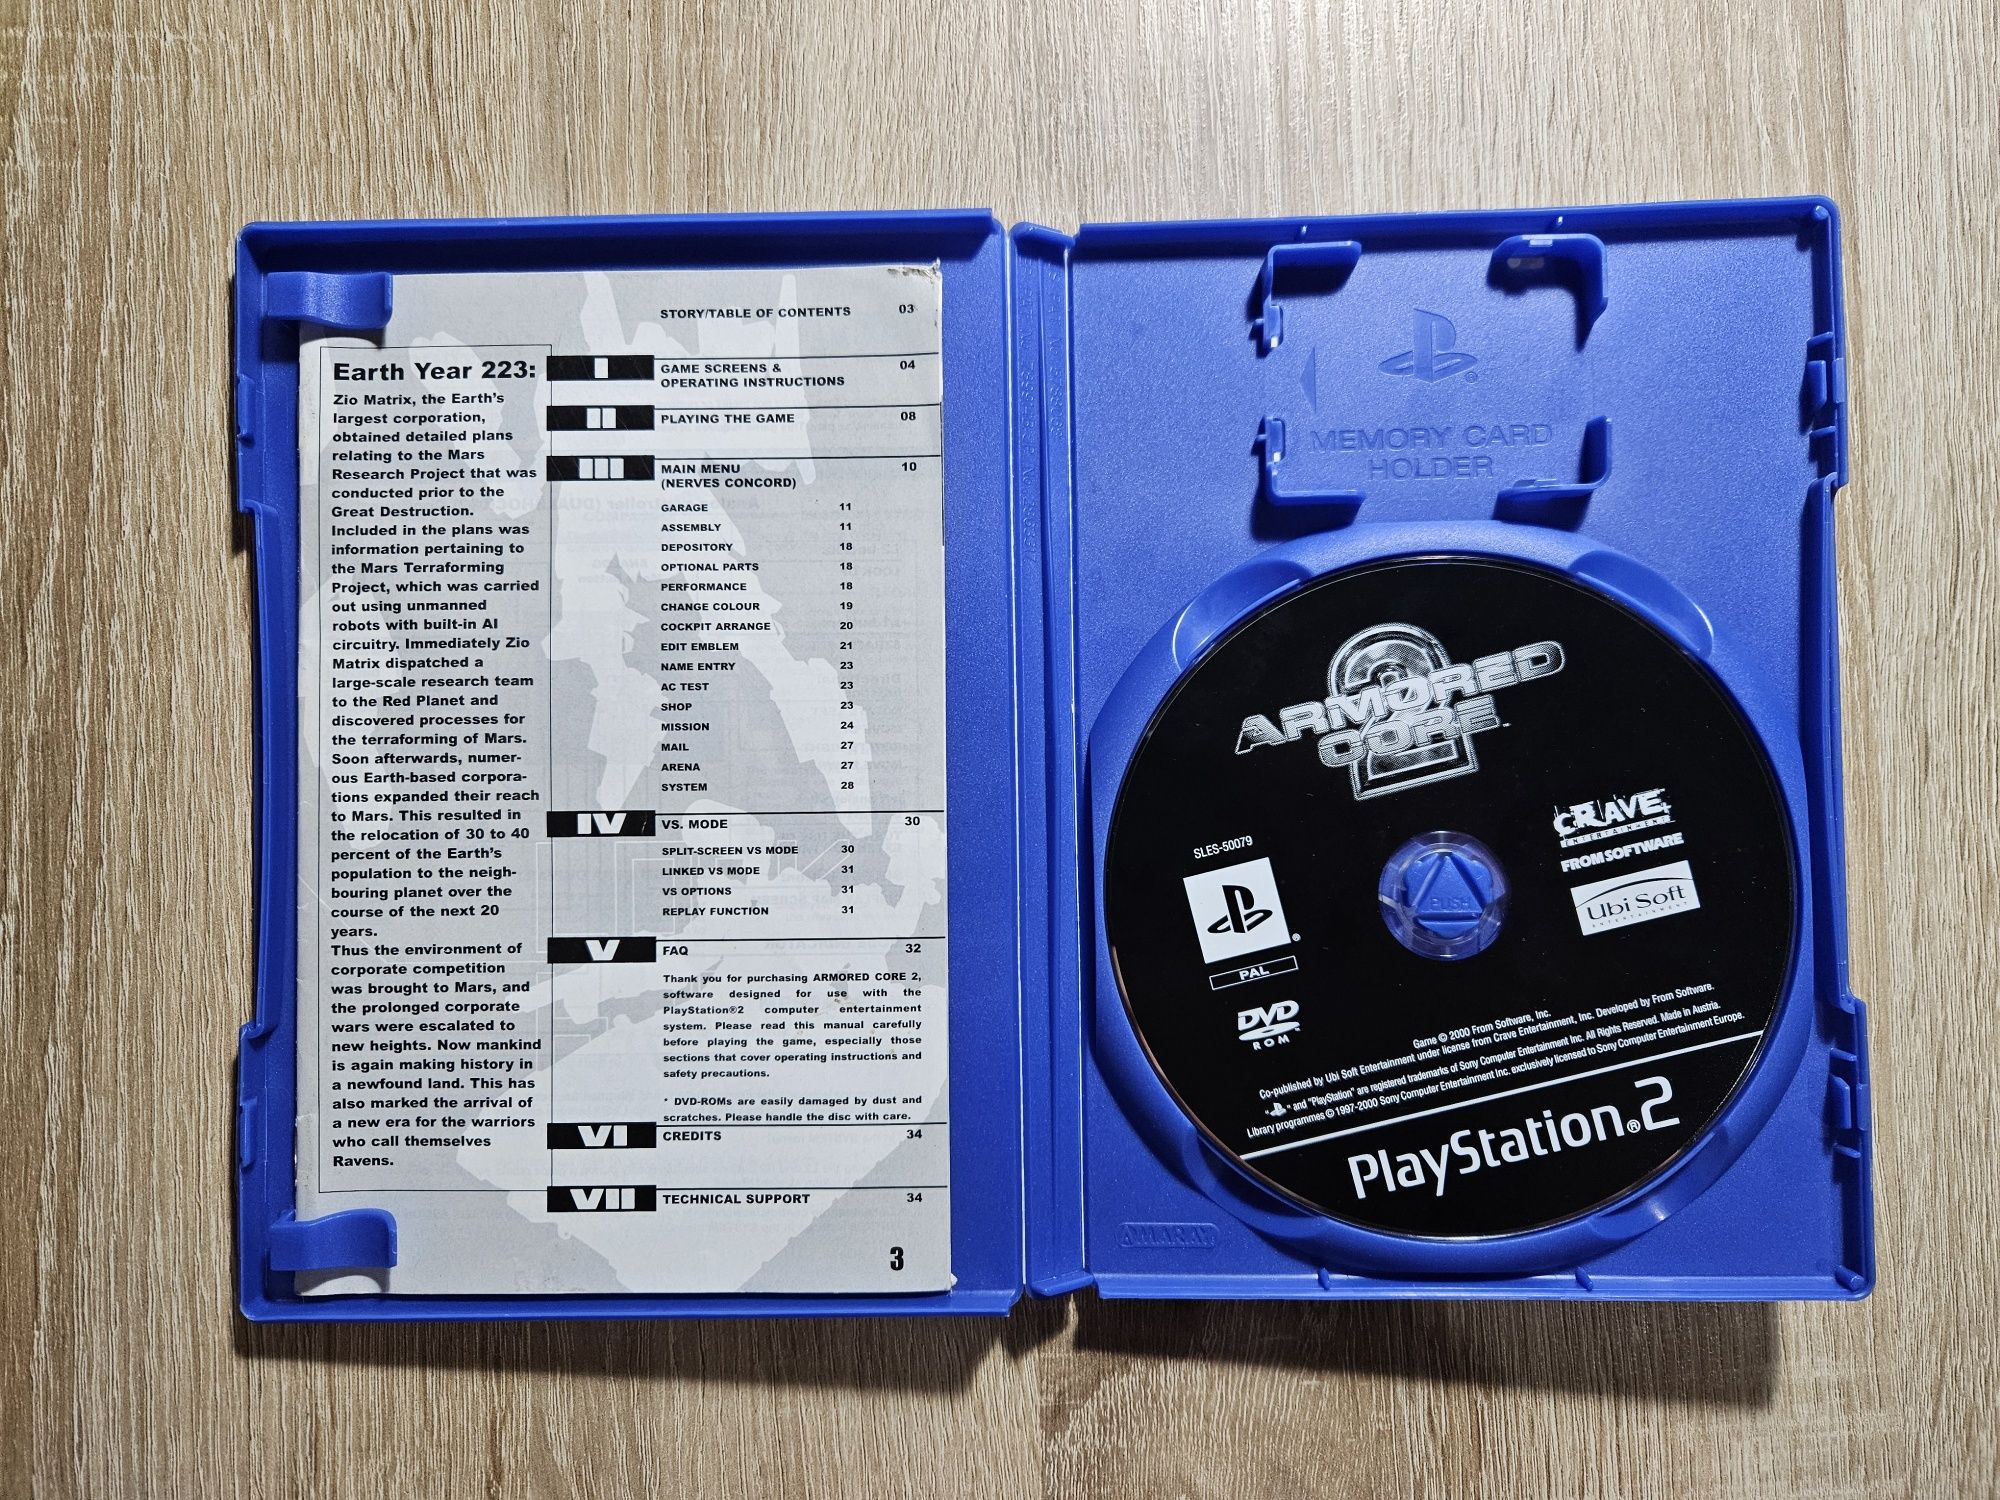 Earth Year 223:
Zio Matrix, the Earth's
largest corporation,
obtained detailed plans
relating to the Mars
Research Project that was
conducted prior to the
Great Destruction.
Included in the plans was
information pertaining to
the Mars Terraforming
Project, which was carried
out using unmanned
robots with built-in AI
circuitry. Immediately Zio
Matrix dispatched a
large-scale research team
to the Red Planet and
discovered processes for
the terraforming of Mars.
Soon afterwards, numer-
ous Earth-based corpora-
tions expanded their reach
to Mars. This resulted in
the relocation of 30 to 40
percent of the Earth's
population to the neigh-
bouring planet over the
course of the next 20
years.
Thus the environment of
corporate competition
was brought to Mars, and
the prolonged corporate
wars were escalated to
new heights. Now mankind
is again making history in
a newfound land. This has
also marked the arrival of
a new era for the warriors
who call themselves
Ravens.
STORY/TABLE OF CONTENTS 03
I GAME SCREENS & 04
OPERATING INSTRUCTIONS
II PLAYING THE GAME 08
III MAIN MENU 10
(NERVES CONCORD)
GARAGE 11
ASSEMBLY 11
DEPOSITORY 18
OPTIONAL PARTS 18
PERFORMANCE 18
CHANGE COLOUR 19
COCKPIT ARRANGE 20
EDIT EMBLEM 21
NAME ENTRY 23
AC TEST 23
SHOP 23
MISSION 24
MAIL 27
ARENA 27
SYSTEM 28
IV VS. MODE 30
SPLIT-SCREEN VS MODE 30
LINKED VS MODE 31
VS OPTIONS 31
REPLAY FUNCTION 31
V FAQ 32
Thank you for purchasing ARMORED CORE 2,
software designed for use with the
PlayStation®2 computer entertainment
system. Please read this manual carefully
before playing the game, especially those
sections that cover operating instructions and
safety precautions.
* DVD-ROMs are easily damaged by dust and
scratches. Please handle the disc with care.
VI CREDITS 34
VII TECHNICAL SUPPORT 34
3
MEMORY CARD
HOLDER
2
ARMORED
CORE™
CRAVE
ENTERTAINMENT
FROMSOFTWARE
Ubi Soft
ENTERTAINMENT
SLES-50079
PAL
DVD
ROM
PUSH
Game © 2000 From Software, Inc.
Co-published by Ubi Soft Entertainment under license from Crave Entertainment, Inc. Developed by From Software.
" " and "PlayStation" are registered trademarks of Sony Computer Entertainment Inc. All Rights Reserved. Made in Austria.
Library programmes © 1997-2000 Sony Computer Entertainment Inc. exclusively licensed to Sony Computer Entertainment Europe.
PlayStation®2
AMARAY